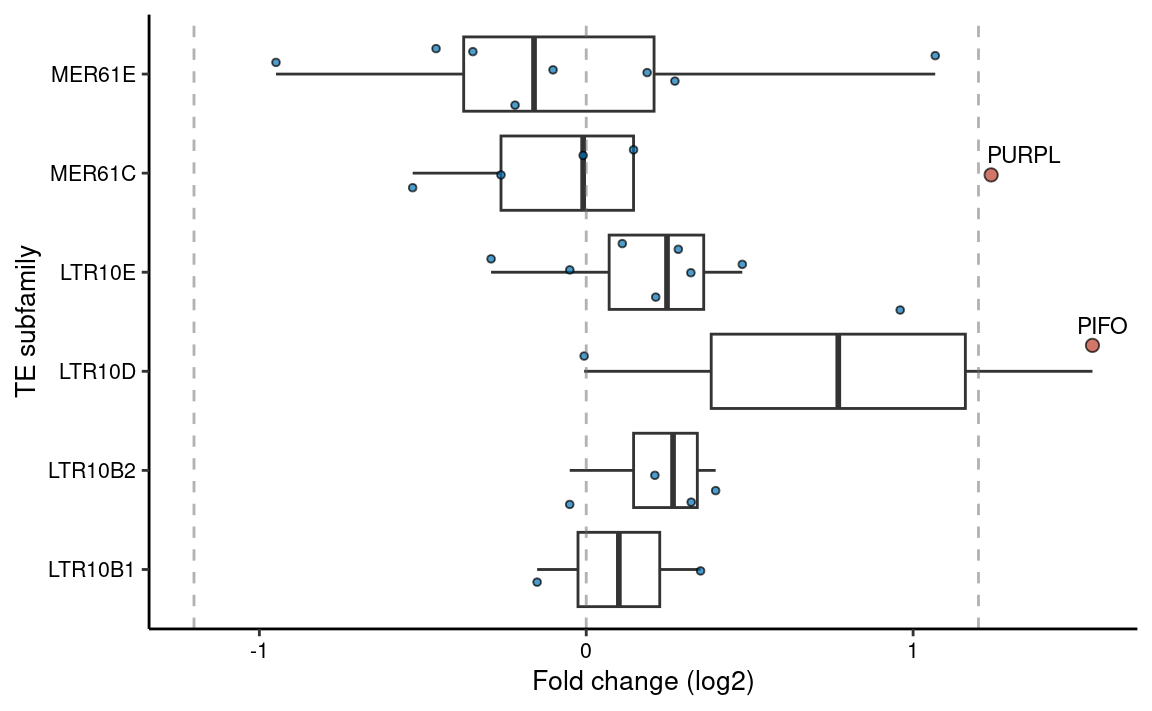 MER61E
MER61C
LTR10E
LTR10D
LTR10B2
LTR10B1
TE subfamily
PURPL
PIFO
-1
0
1
Fold change (log2)